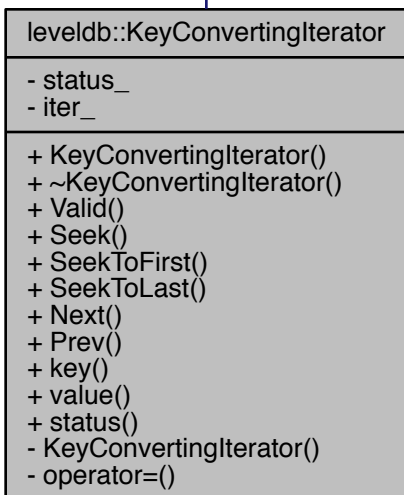 leveldb::KeyConvertingIterator
- status_
- iter_
+ KeyConvertingIterator()
+ ~KeyConvertingIterator()
+ Valid()
+ Seek()
+ SeekToFirst()
+ SeekToLast()
+ Next()
+ Prev()
+ key()
+ value()
+ status()
- KeyConvertingIterator()
- operator=()